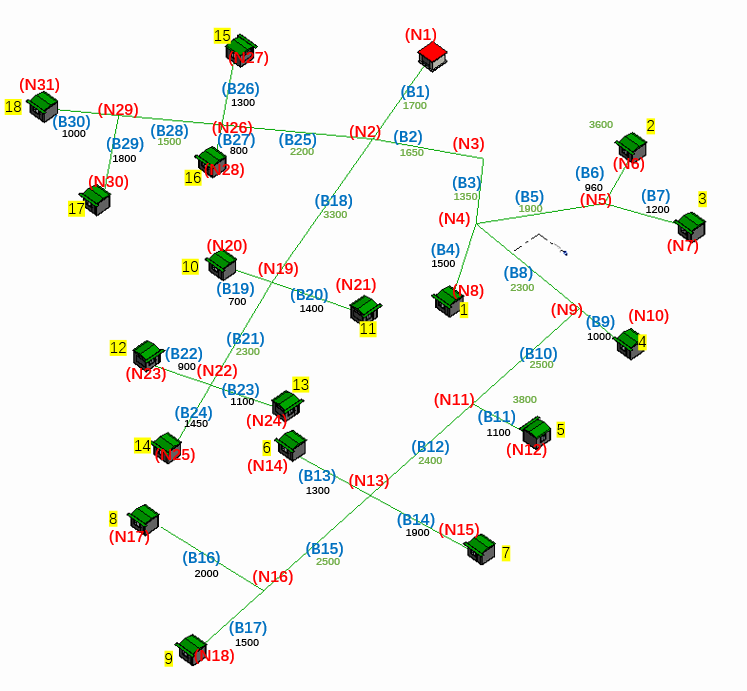 15
(N1)
(N27)
(N31)
(B26)
1300
(B1)
1700
18
(B30)
1000
(N29)
(B28)
1500
(N26)
(B27)
800
(B25)
2200
(N2)
(B2)
1650
(N3)
3600
2
(N6)
(B29)
1800
16
(N28)
(B6)
960
(N30)
17
(B3)
1350
(B5)
1900
(N5)
(B7)
1200
3
(B18)
3300
(N4)
(N7)
(N20)
10
(N19)
(B4)
1500
(B8)
2300
(B19)
700
(B20)
1400
(N21)
11
(N8)
1
(N9)
(B9)
1000
(N10)
4
(B21)
2300
12
(B22)
900
(N23)
(N22)
(B10)
2500
(B23)
1100
13
(N24)
(N11)
3800
(B24)
1450
(B11)
1100
5
(N12)
14
(N25)
6
(N14)
(B12)
2400
(B13)
1300
(N13)
8
(N17)
(B14)
1900
(N15)
7
(B16)
2000
(B15)
2500
(N16)
(B17)
1500
9
(N18)